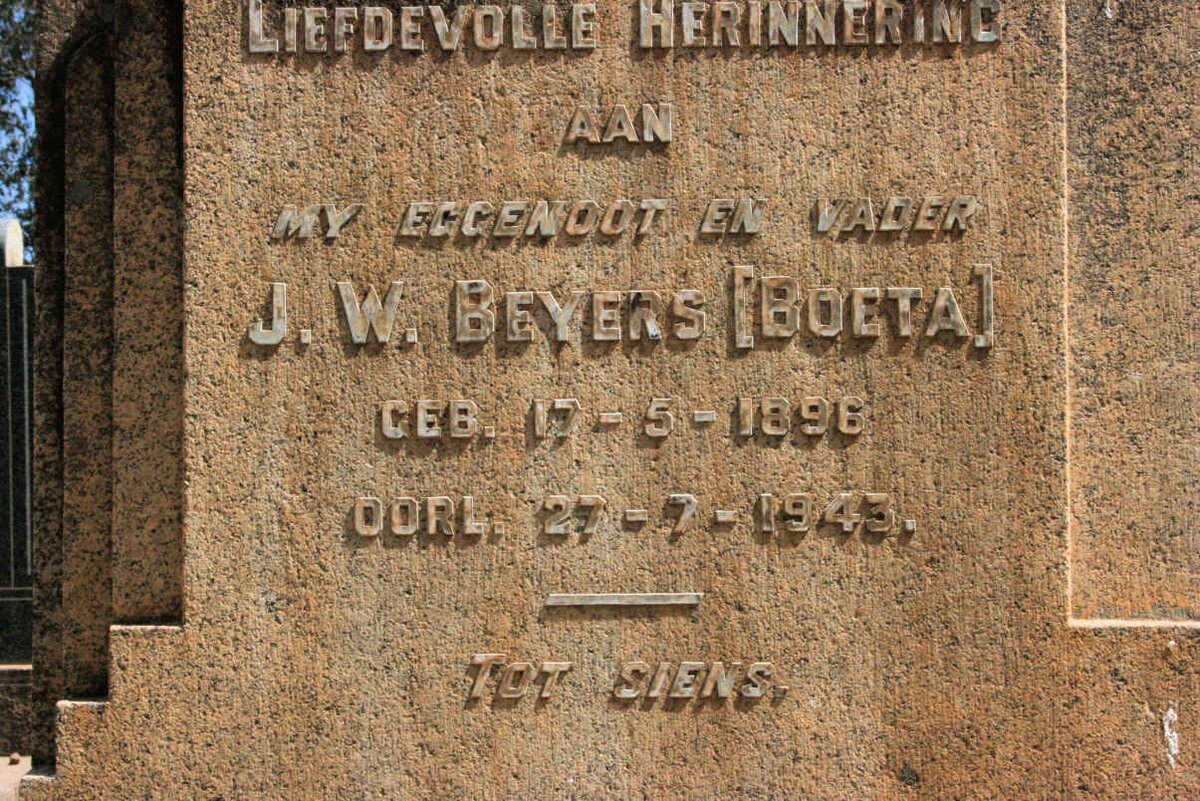 LIEFDEVOLLE HERINNERING
AAN
MY EGGENOOT EN VADER
J. W. BEYERS [BOETA]
GEB. 17-5-1896
OORL. 27-7-1943.
TOT SIENS.